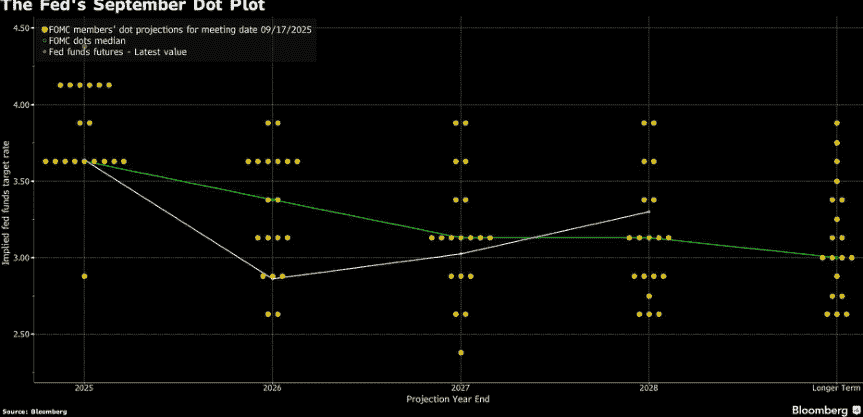 The Fed's September Dot Plot
FOMC members' dot projections for meeting date 09/17/2025
FOMC dots median
Fed funds futures - Latest value
Implied fed funds target rate
4.50
4.00
3.50
3.00
2.50
2025 2026 2027 2028 Longer Term
Projection Year End
Source: Bloomberg
Bloomberg